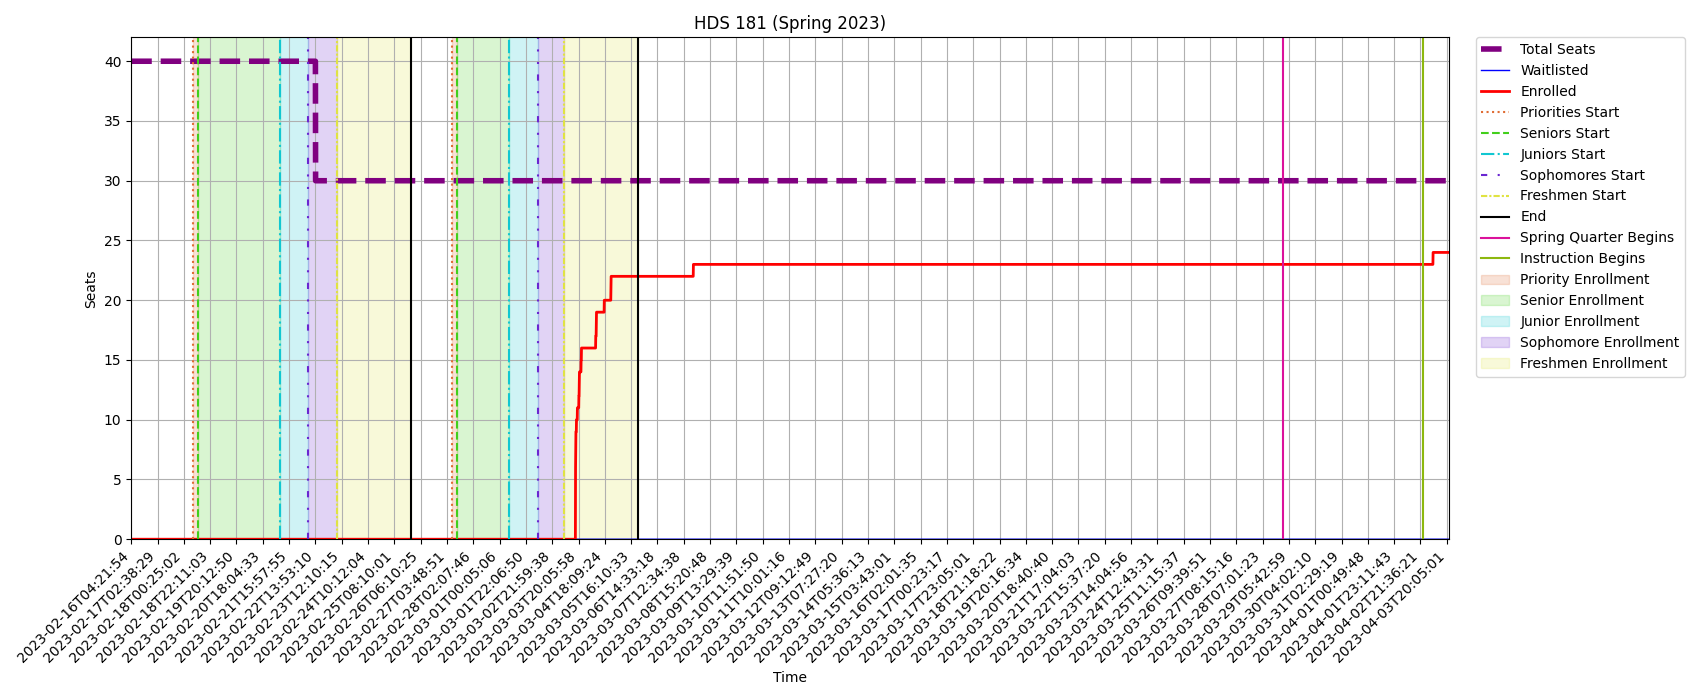 HDS 181 (Spring 2023)
Seats
40
35
30
25
20
15
10
5
0
2023-02-16T04:21:54
2023-02-17T02:38:29
2023-02-18T00:25:02
2023-02-18T22:11:03
2023-02-19T20:12:50
2023-02-20T18:04:33
2023-02-21T15:57:55
2023-02-22T13:53:10
2023-02-23T12:10:15
2023-02-24T10:12:04
2023-02-25T08:10:01
2023-02-26T06:10:25
2023-02-27T03:48:51
2023-02-28T02:07:46
2023-03-01T00:05:06
2023-03-01T22:06:50
2023-03-02T21:59:38
2023-03-03T20:05:58
2023-03-04T18:09:24
2023-03-05T16:10:33
2023-03-06T14:33:18
2023-03-07T12:34:38
2023-03-08T15:20:48
2023-03-09T13:29:39
2023-03-10T11:51:50
2023-03-11T10:01:16
2023-03-12T09:12:49
2023-03-13T07:27:20
2023-03-14T05:36:13
2023-03-15T03:43:01
2023-03-16T02:01:35
2023-03-17T00:23:17
2023-03-17T23:05:01
2023-03-18T21:18:22
2023-03-19T20:16:34
2023-03-20T18:40:40
2023-03-21T17:04:03
2023-03-22T15:37:20
2023-03-23T14:04:56
2023-03-24T12:43:31
2023-03-25T11:15:37
2023-03-26T09:39:51
2023-03-27T08:15:16
2023-03-28T07:01:23
2023-03-29T05:42:59
2023-03-30T04:02:10
2023-03-31T02:29:19
2023-04-01T00:49:48
2023-04-01T23:11:43
2023-04-02T21:36:21
2023-04-03T20:05:01
Time
Total Seats
Waitlisted
Enrolled
Priorities Start
Seniors Start
Juniors Start
Sophomores Start
Freshmen Start
End
Spring Quarter Begins
Instruction Begins
Priority Enrollment
Senior Enrollment
Junior Enrollment
Sophomore Enrollment
Freshmen Enrollment